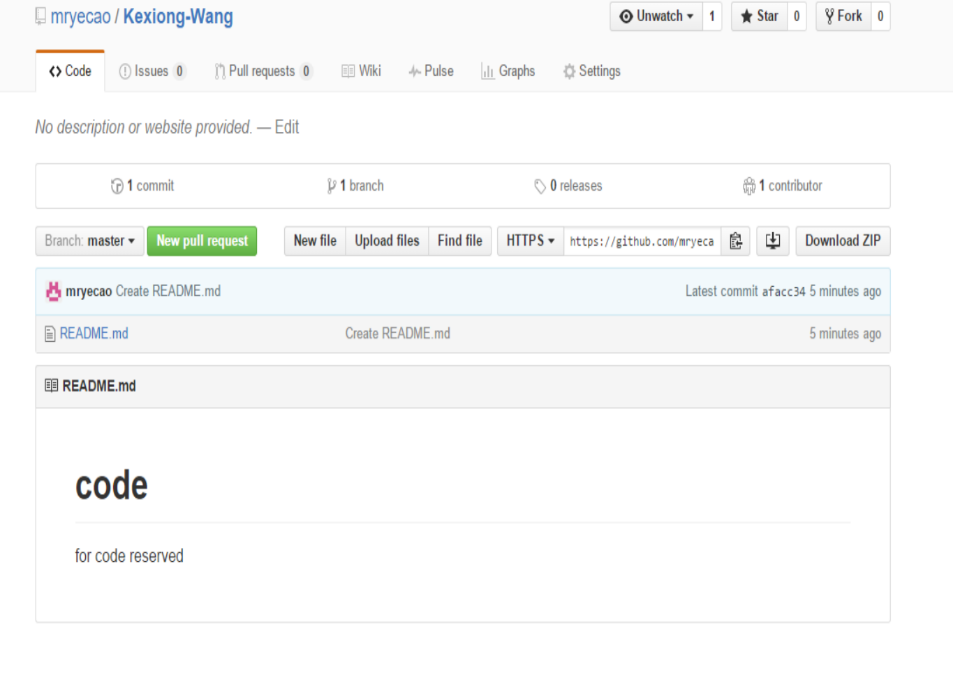 mryecao / Kexiong-Wang Unwatch 1 Star 0 Fork 0
Code Issues 0 Pull requests 0 Wiki Pulse Graphs Settings
No description or website provided. — Edit
1 commit 1 branch 0 releases 1 contributor
Branch: master New pull request New file Upload files Find file HTTPS https://github.com/mryeca Download ZIP
mryecao Create README.md Latest commit afacc34 5 minutes ago
README.md Create README.md 5 minutes ago
README.md
code
for code reserved